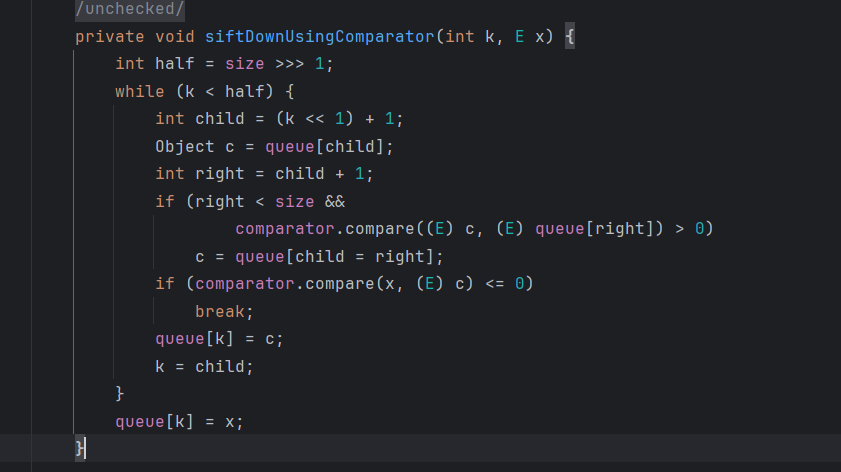 /unchecked/
private void siftDownUsingComparator(int k, E x) {
    int half = size >>> 1;
    while (k < half) {
        int child = (k << 1) + 1;
        Object c = queue[child];
        int right = child + 1;
        if (right < size &&
                comparator.compare((E) c, (E) queue[right]) > 0)
            c = queue[child = right];
        if (comparator.compare(x, (E) c) <= 0)
            break;
        queue[k] = c;
        k = child;
    }
    queue[k] = x;
}